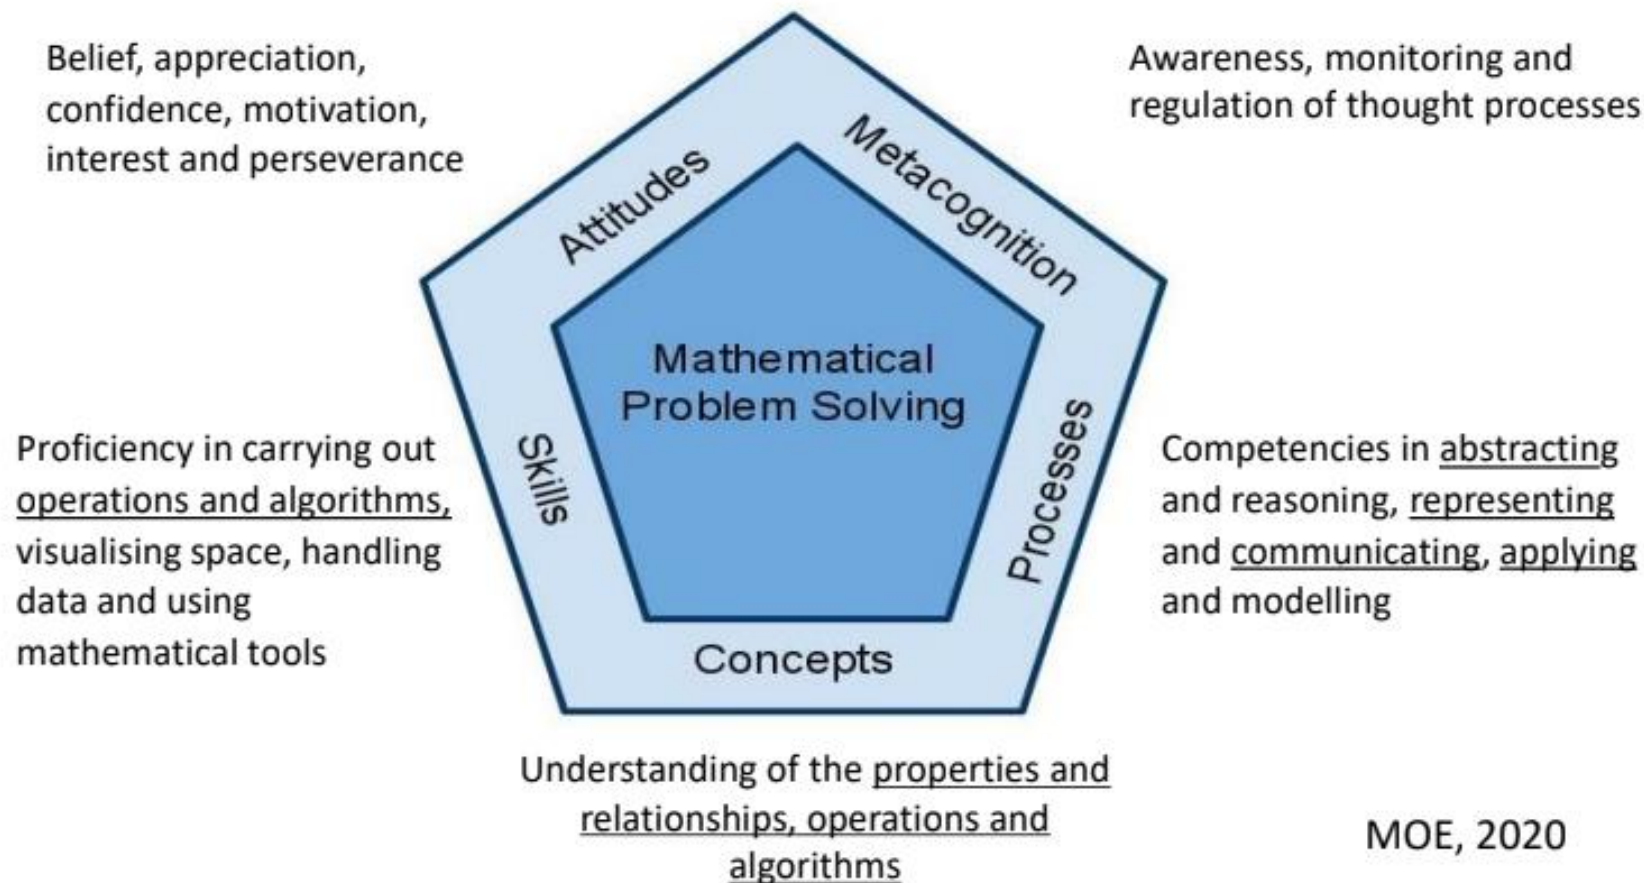 Belief, appreciation,
confidence, motivation,
interest and perseverance
Awareness, monitoring and
regulation of thought processes
Attitudes
Metacognition
Mathematical
Problem Solving
Skills
Processes
Concepts
Proficiency in carrying out
operations and algorithms,
visualising space, handling
data and using
mathematical tools
Competencies in abstracting
and reasoning, representing
and communicating, applying
and modelling
Understanding of the properties and
relationships, operations and
algorithms
MOE, 2020